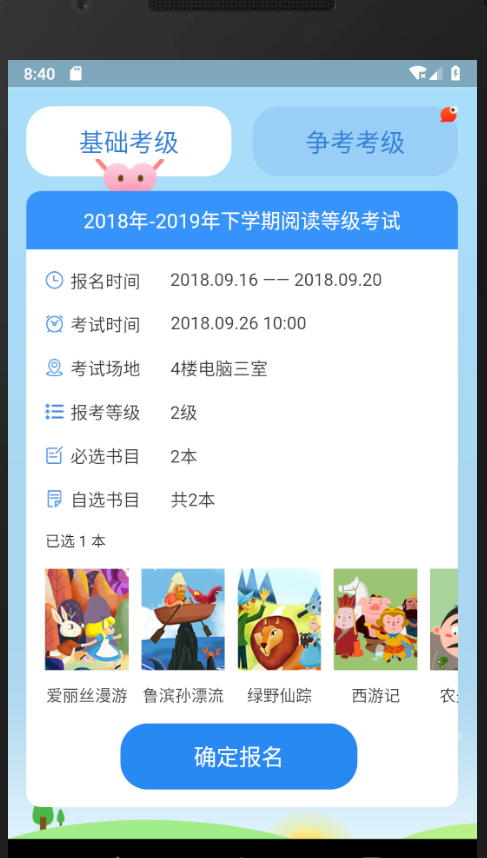 8:40
基础考级 争考考级
2018年-2019年下学期阅读等级考试
报名时间 2018.09.16 —— 2018.09.20
考试时间 2018.09.26 10:00
考试场地 4楼电脑三室
报考等级 2级
必选书目 2本
自选书目 共2本
已选 1 本
爱丽丝漫游 鲁滨孙漂流 绿野仙踪 西游记 农
确定报名